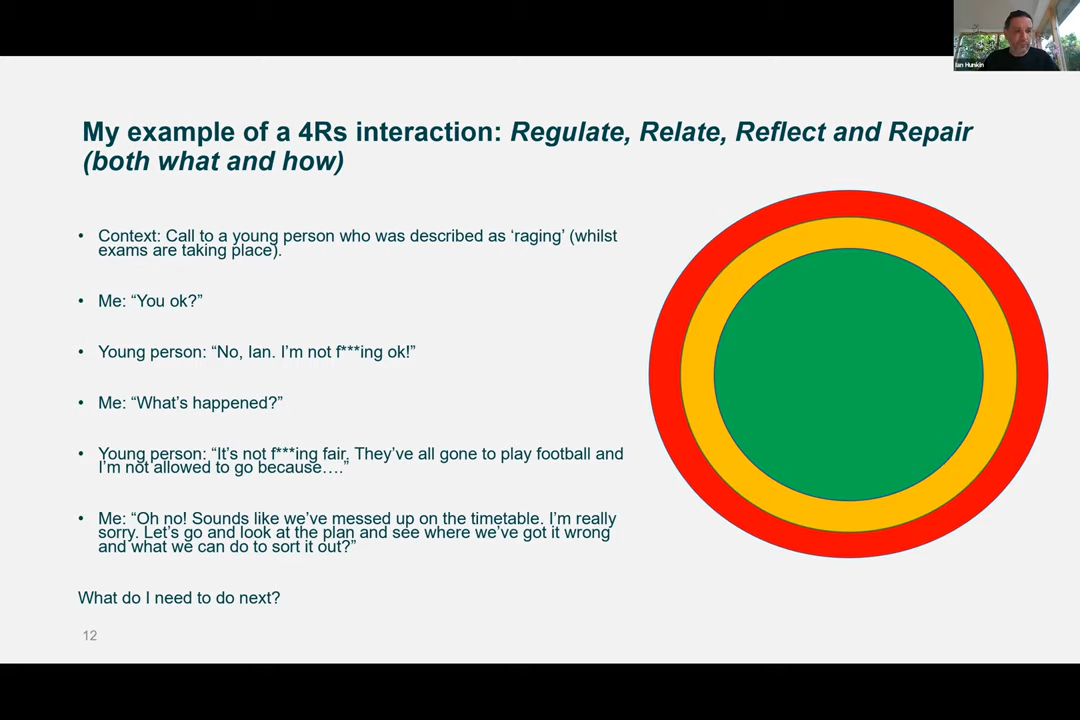 Ian Hunkin
My example of a 4Rs interaction: Regulate, Relate, Reflect and Repair
(both what and how)
• Context: Call to a young person who was described as ‘raging’ (whilst
exams are taking place).
• Me: “You ok?”
• Young person: “No, Ian. I’m not f***ing ok!”
• Me: “What’s happened?”
• Young person: “It’s not f***ing fair. They’ve all gone to play football and
I’m not allowed to go because….”
• Me: “Oh no! Sounds like we’ve messed up on the timetable. I’m really
sorry. Let’s go and look at the plan and see where we’ve got it wrong
and what we can do to sort it out?”
What do I need to do next?
12